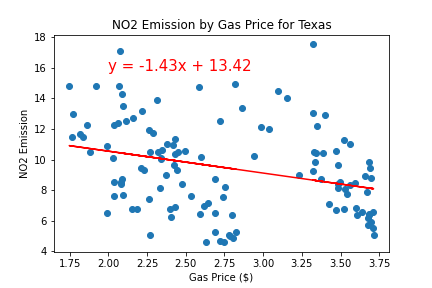 NO2 Emission by Gas Price for Texas
18
16
14
12
10
8
6
4
NO2 Emission
y = -1.43x + 13.42
1.75 2.00 2.25 2.50 2.75 3.00 3.25 3.50 3.75
Gas Price ($)